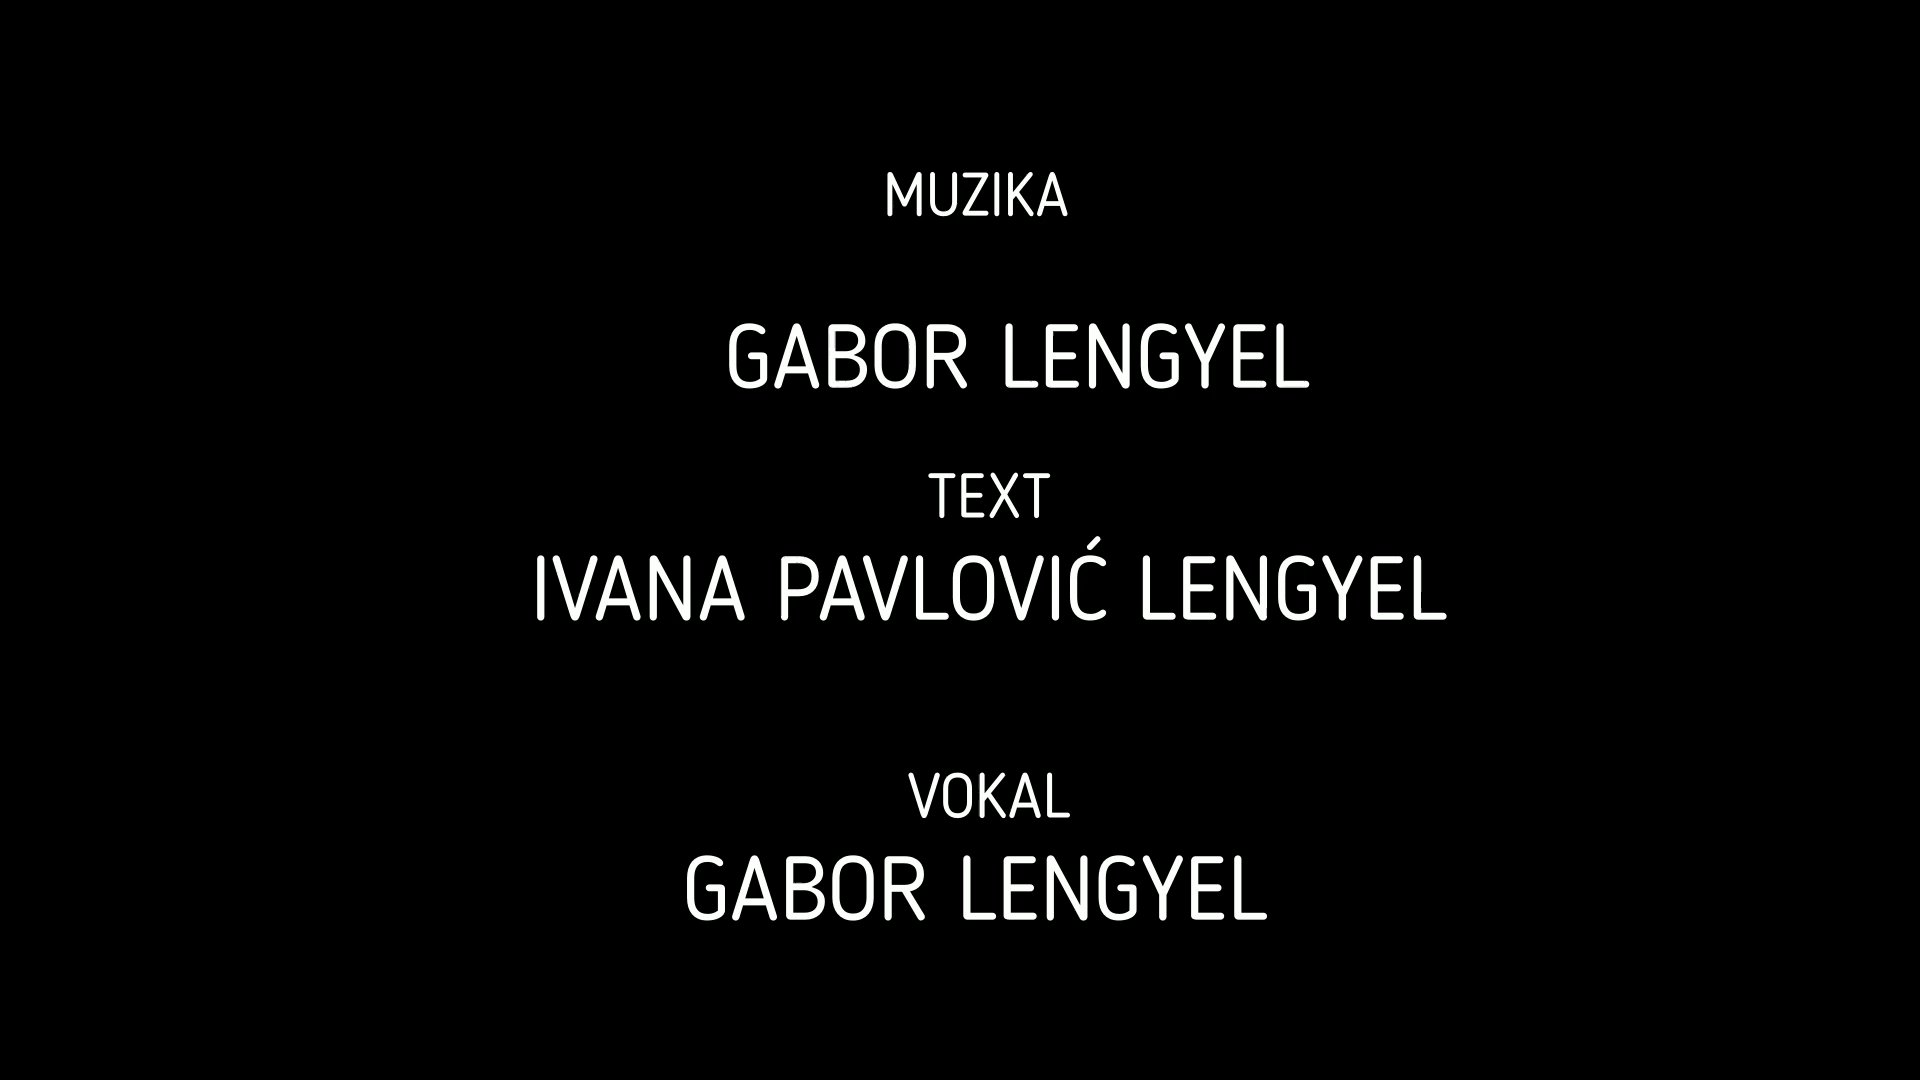 MUZIKA
GABOR LENGYEL
TEXT
IVANA PAVLOVIĆ LENGYEL
VOKAL
GABOR LENGYEL